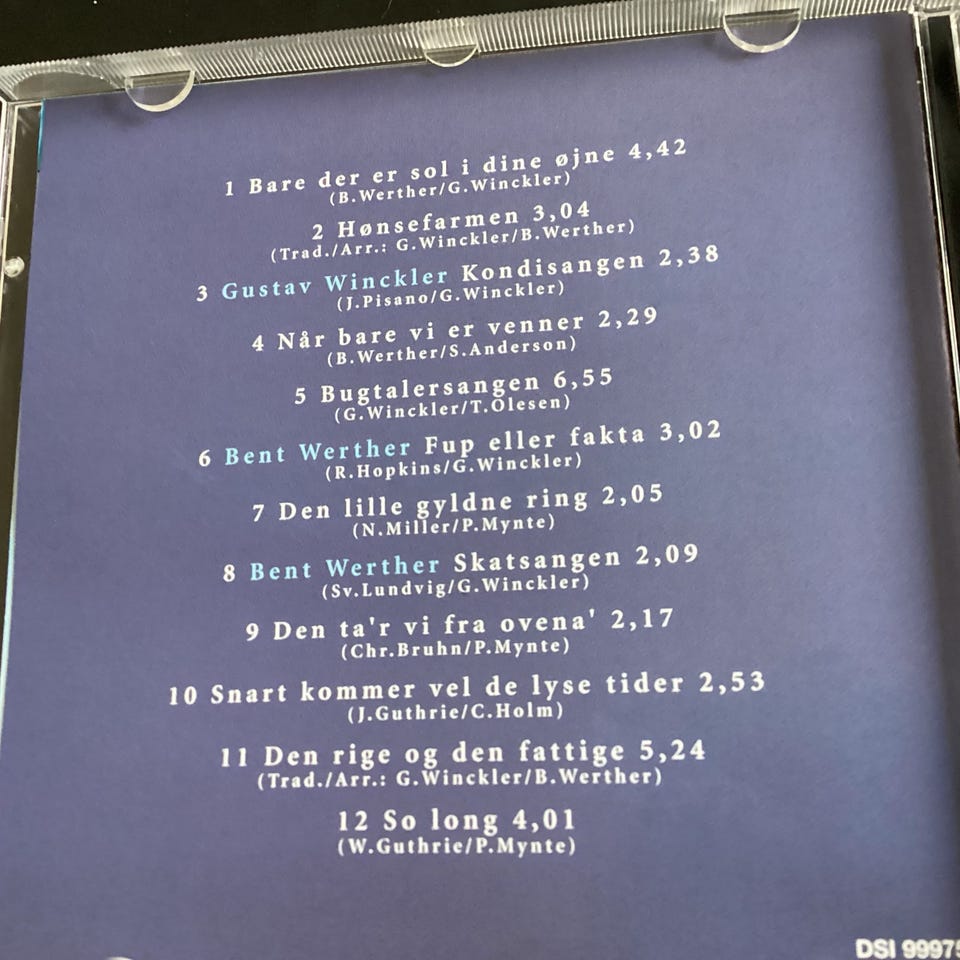 1 Bare der er sol i dine øjne 4,42
(B.Werther/G.Winckler)
2 Hønsefarmen 3,04
(Trad./Arr.: G.Winckler/B.Werther)
3 Gustav Winckler Kondisangen 2,38
(J.Pisano/G.Winckler)
4 Når bare vi er venner 2,29
(B.Werther/S.Anderson)
5 Bugtalersangen 6,55
(G.Winckler/T.Olesen)
6 Bent Werther Fup eller fakta 3,02
(R.Hopkins/G.Winckler)
7 Den lille gyldne ring 2,05
(N.Miller/P.Mynte)
8 Bent Werther Skatsangen 2,09
(Sv.Lundvig/G.Winckler)
9 Den ta'r vi fra ovena' 2,17
(Chr.Bruhn/P.Mynte)
10 Snart kommer vel de lyse tider 2,53
(J.Guthrie/C.Holm)
11 Den rige og den fattige 5,24
(Trad./Arr.: G.Winckler/B.Werther)
12 So long 4,01
(W.Guthrie/P.Mynte)
DSI